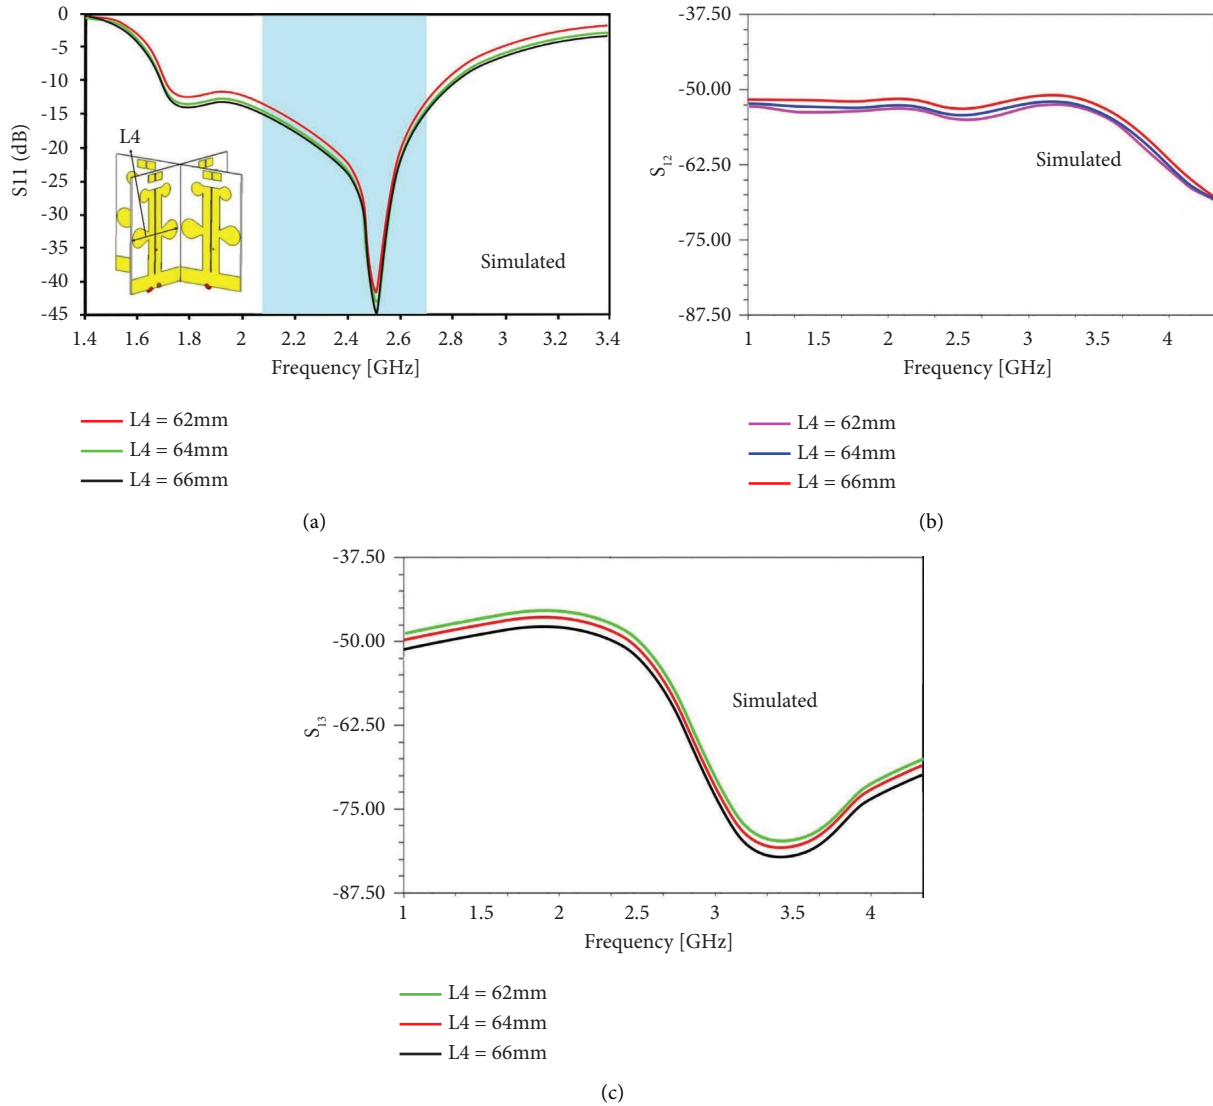 0
-5
-10
-15
-20
-25
-30
-35
-40
-45
S11 (dB)
L4
Simulated
1.4 1.6 1.8 2 2.2 2.4 2.6 2.8 3 3.2 3.4
Frequency [GHz]
L4 = 62mm
L4 = 64mm
L4 = 66mm
(a)
-37.50
-50.00
-62.50
-75.00
-87.50
S12
Simulated
1 1.5 2 2.5 3 3.5 4
Frequency [GHz]
L4 = 62mm
L4 = 64mm
L4 = 66mm
(b)
-37.50
-50.00
-62.50
-75.00
-87.50
S13
Simulated
1 1.5 2 2.5 3 3.5 4
Frequency [GHz]
L4 = 62mm
L4 = 64mm
L4 = 66mm
(c)